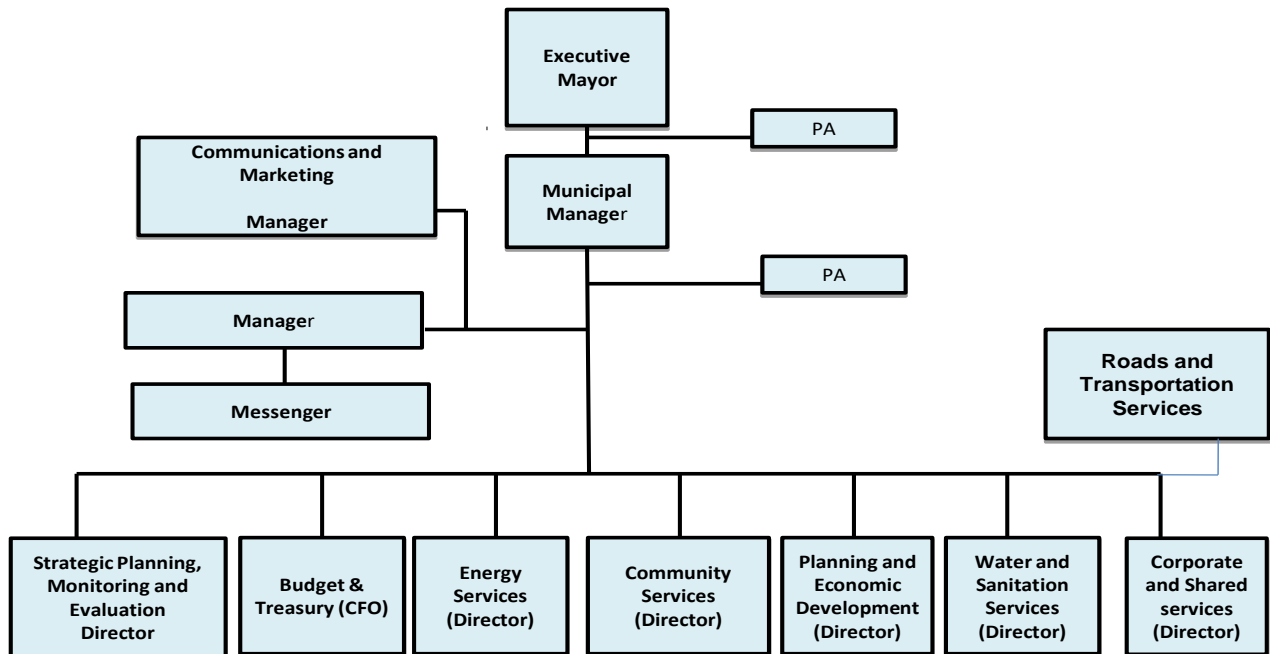 Executive
Mayor
PA
Communications and
Marketing
Manager
Municipal
Manager
PA
Manager
Messenger
Roads and
Transportation
Services
Strategic Planning,
Monitoring and
Evaluation
Director
Budget &
Treasury (CFO)
Energy
Services
(Director)
Community
Services
(Director)
Planning and
Economic
Development
(Director)
Water and
Sanitation
Services
(Director)
Corporate
and Shared
services
(Director)